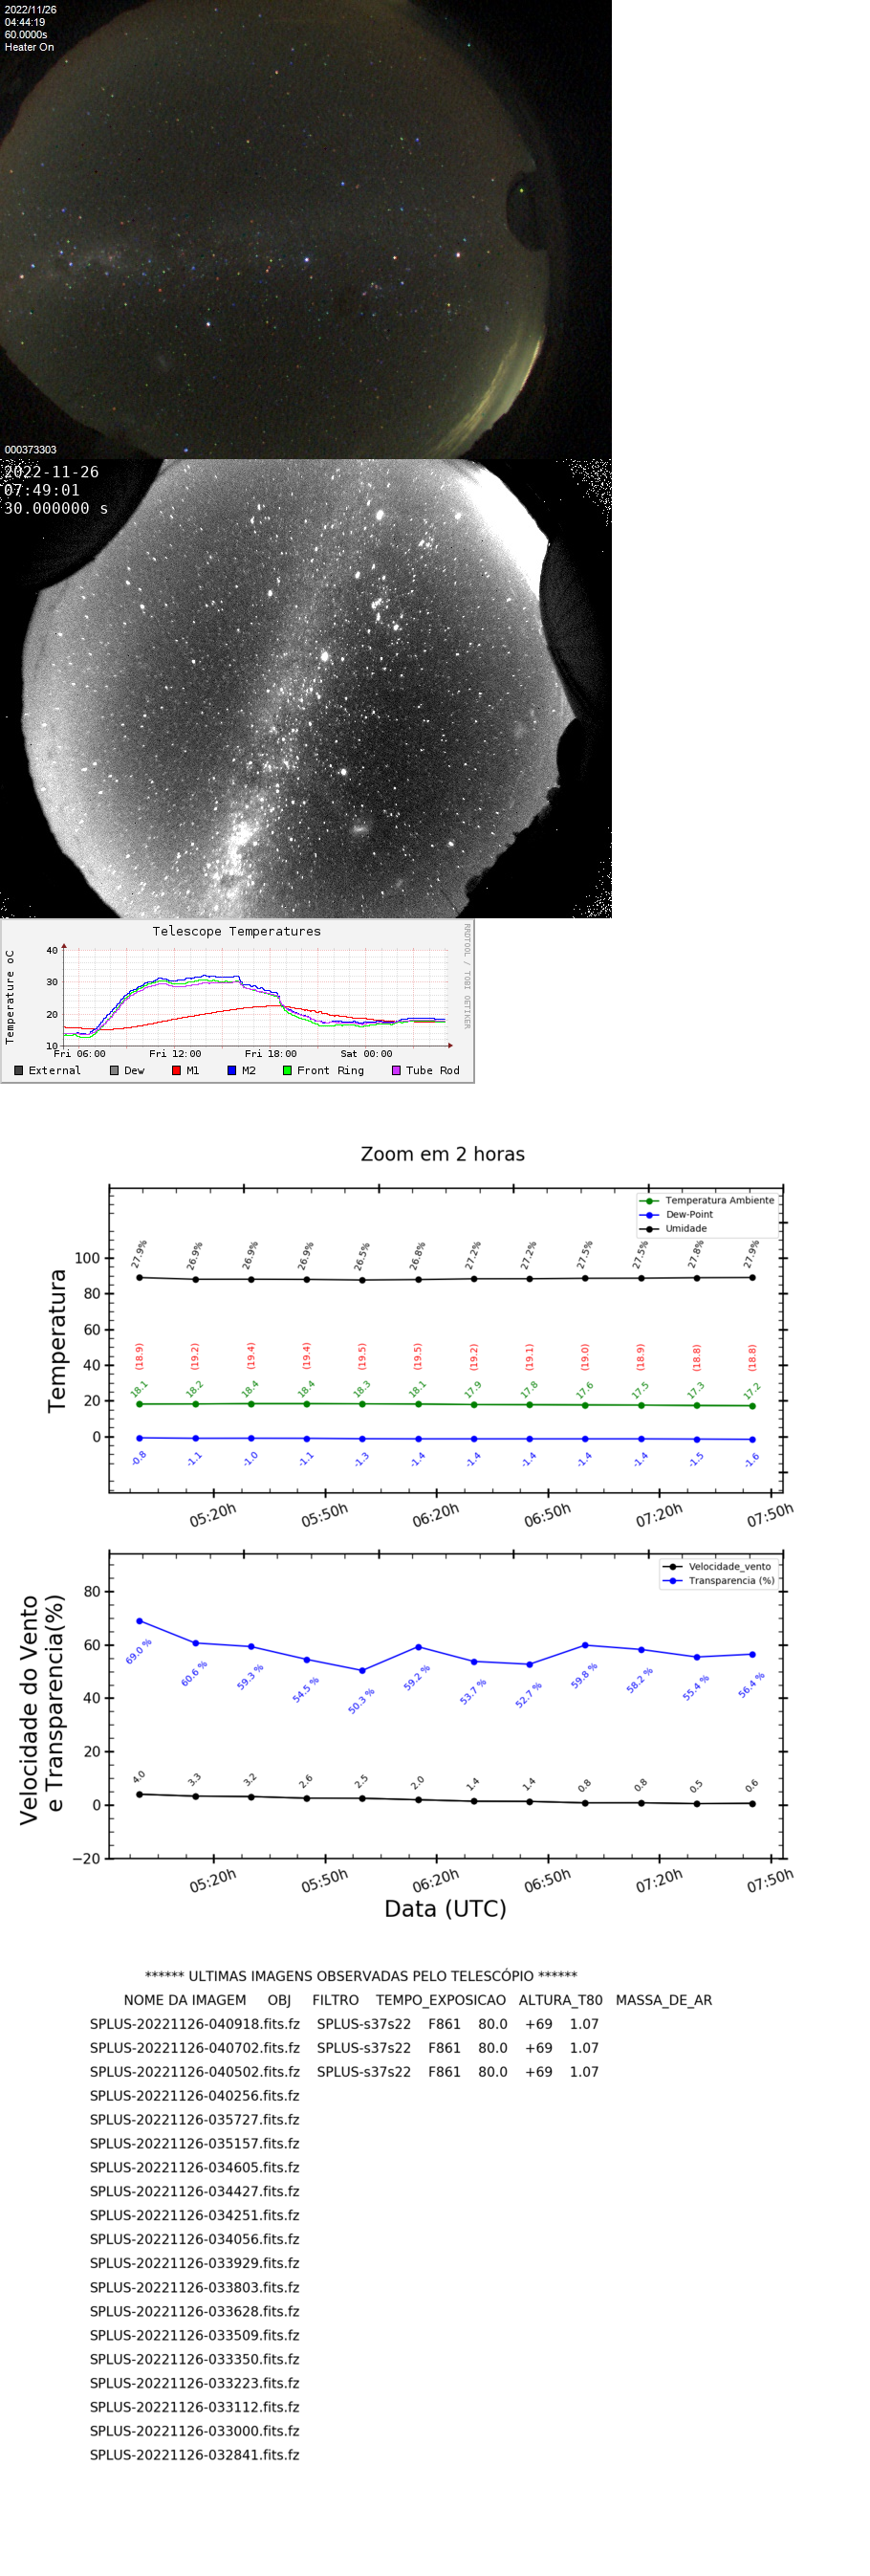 2022/11/26
04:44:19
60.0000s
Heater On
000373303
2022-11-26
07:49:01
30.000000 s
Telescope Temperatures
RRDTOOL / TOBI OETIKER
Temperature oC
40
30
20
10
Fri 06:00 Fri 12:00 Fri 18:00 Sat 00:00
External Dew M1 M2 Front Ring Tube Rod
Zoom em 2 horas
Temperatura Ambiente
Dew-Point
Umidade
Temperatura
100
80
60
40
20
0
27.9% 26.9% 26.9% 26.9% 26.5% 26.8% 27.2% 27.2% 27.5% 27.5% 27.8% 27.9%
(18.9) (19.2) (19.4) (19.4) (19.5) (19.5) (19.2) (19.1) (19.0) (18.9) (18.8) (18.8)
18.1 18.2 18.4 18.4 18.3 18.1 17.9 17.8 17.6 17.5 17.3 17.2
-0.8 -1.1 -1.0 -1.1 -1.3 -1.4 -1.4 -1.4 -1.4 -1.4 -1.5 -1.6
05:20h 05:50h 06:20h 06:50h 07:20h 07:50h
Velocidade_vento
Transparencia (%)
Velocidade do Vento
e Transparencia(%)
80
60
40
20
0
−20
69.0 % 60.6 % 59.3 % 54.5 % 50.3 % 59.2 % 53.7 % 52.7 % 59.8 % 58.2 % 55.4 % 56.4 %
4.0 3.3 3.2 2.6 2.5 2.0 1.4 1.4 0.8 0.8 0.5 0.6
05:20h 05:50h 06:20h 06:50h 07:20h 07:50h
Data (UTC)
****** ULTIMAS IMAGENS OBSERVADAS PELO TELESCÓPIO ******
NOME DA IMAGEM OBJ FILTRO TEMPO_EXPOSICAO ALTURA_T80 MASSA_DE_AR
SPLUS-20221126-040918.fits.fz SPLUS-s37s22 F861 80.0 +69 1.07
SPLUS-20221126-040702.fits.fz SPLUS-s37s22 F861 80.0 +69 1.07
SPLUS-20221126-040502.fits.fz SPLUS-s37s22 F861 80.0 +69 1.07
SPLUS-20221126-040256.fits.fz
SPLUS-20221126-035727.fits.fz
SPLUS-20221126-035157.fits.fz
SPLUS-20221126-034605.fits.fz
SPLUS-20221126-034427.fits.fz
SPLUS-20221126-034251.fits.fz
SPLUS-20221126-034056.fits.fz
SPLUS-20221126-033929.fits.fz
SPLUS-20221126-033803.fits.fz
SPLUS-20221126-033628.fits.fz
SPLUS-20221126-033509.fits.fz
SPLUS-20221126-033350.fits.fz
SPLUS-20221126-033223.fits.fz
SPLUS-20221126-033112.fits.fz
SPLUS-20221126-033000.fits.fz
SPLUS-20221126-032841.fits.fz